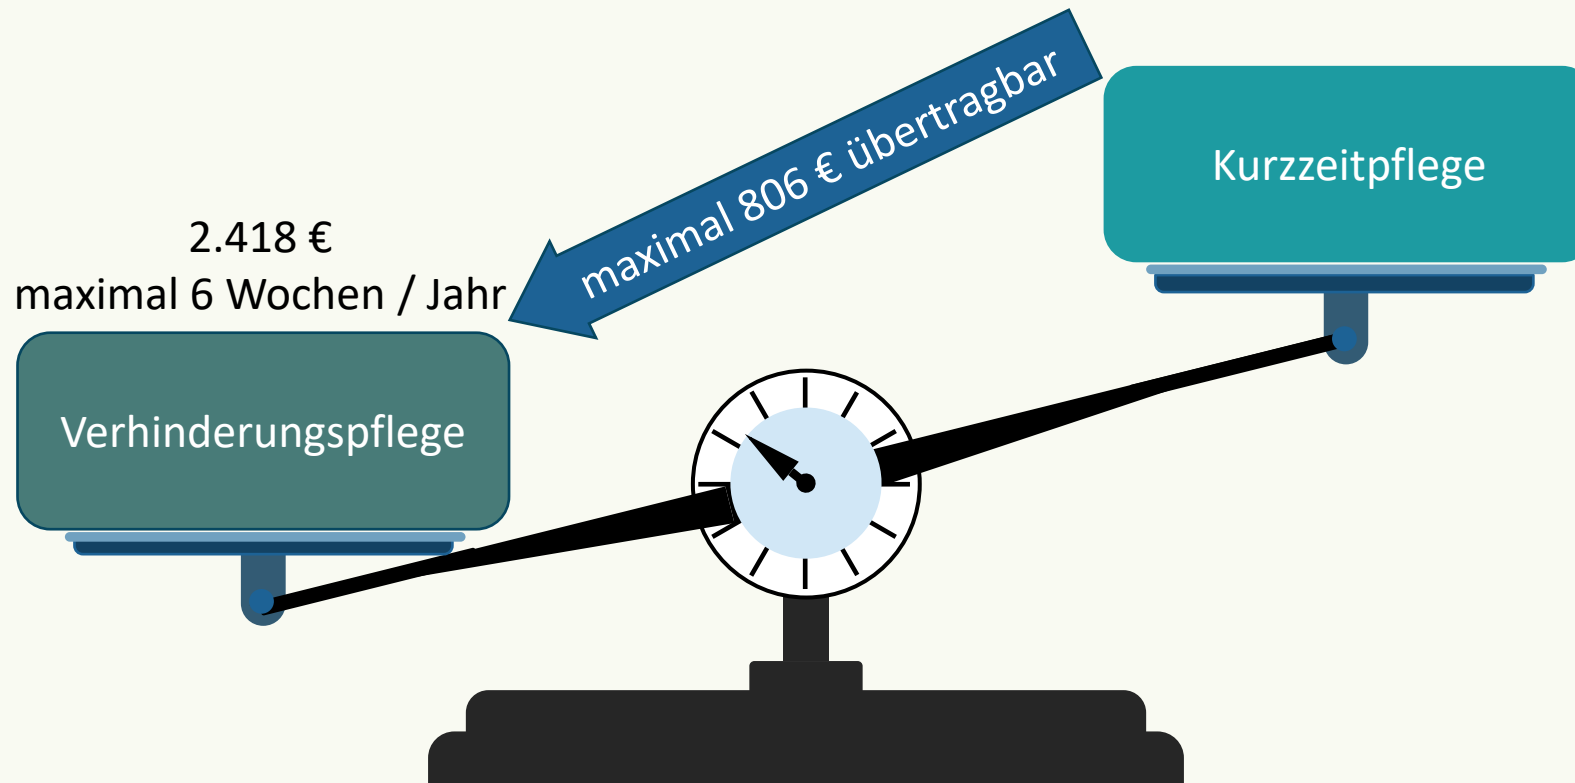 maximal 806 € übertragbar
Kurzzeitpflege
2.418 €
maximal 6 Wochen / Jahr
Verhinderungspflege